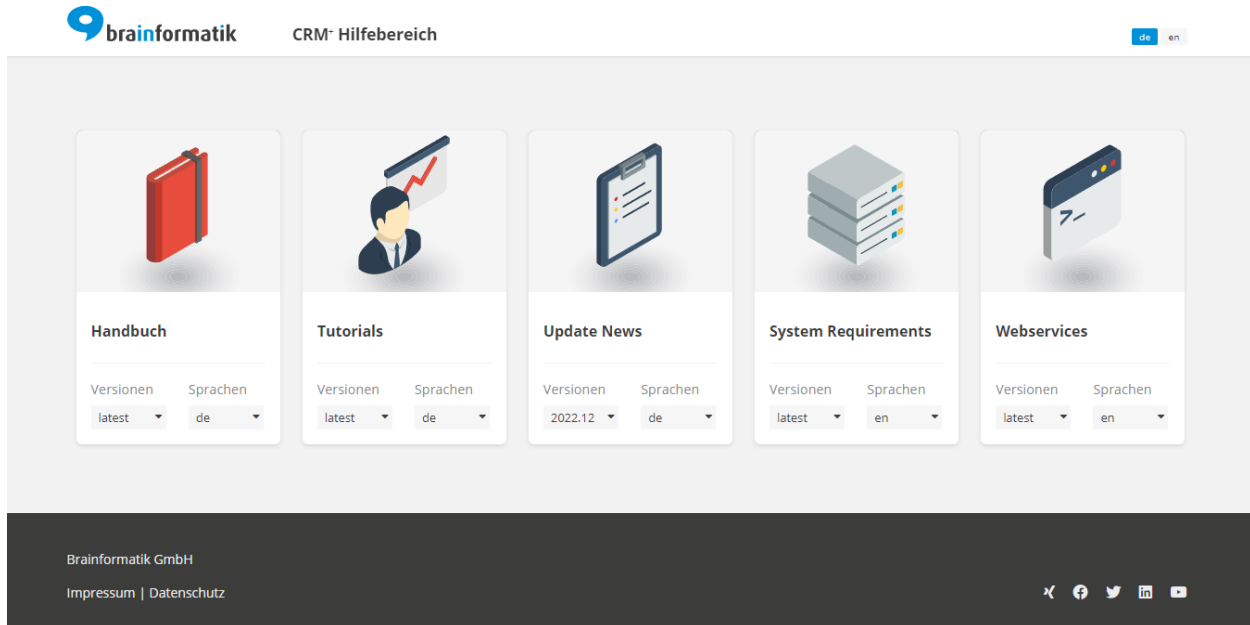 brainformatik CRM+ Hilfebereich de en
Handbuch
Versionen Sprachen
latest de
Tutorials
Versionen Sprachen
latest de
Update News
Versionen Sprachen
2022.12 de
System Requirements
Versionen Sprachen
latest en
Webservices
Versionen Sprachen
latest en
Brainformatik GmbH
Impressum | Datenschutz